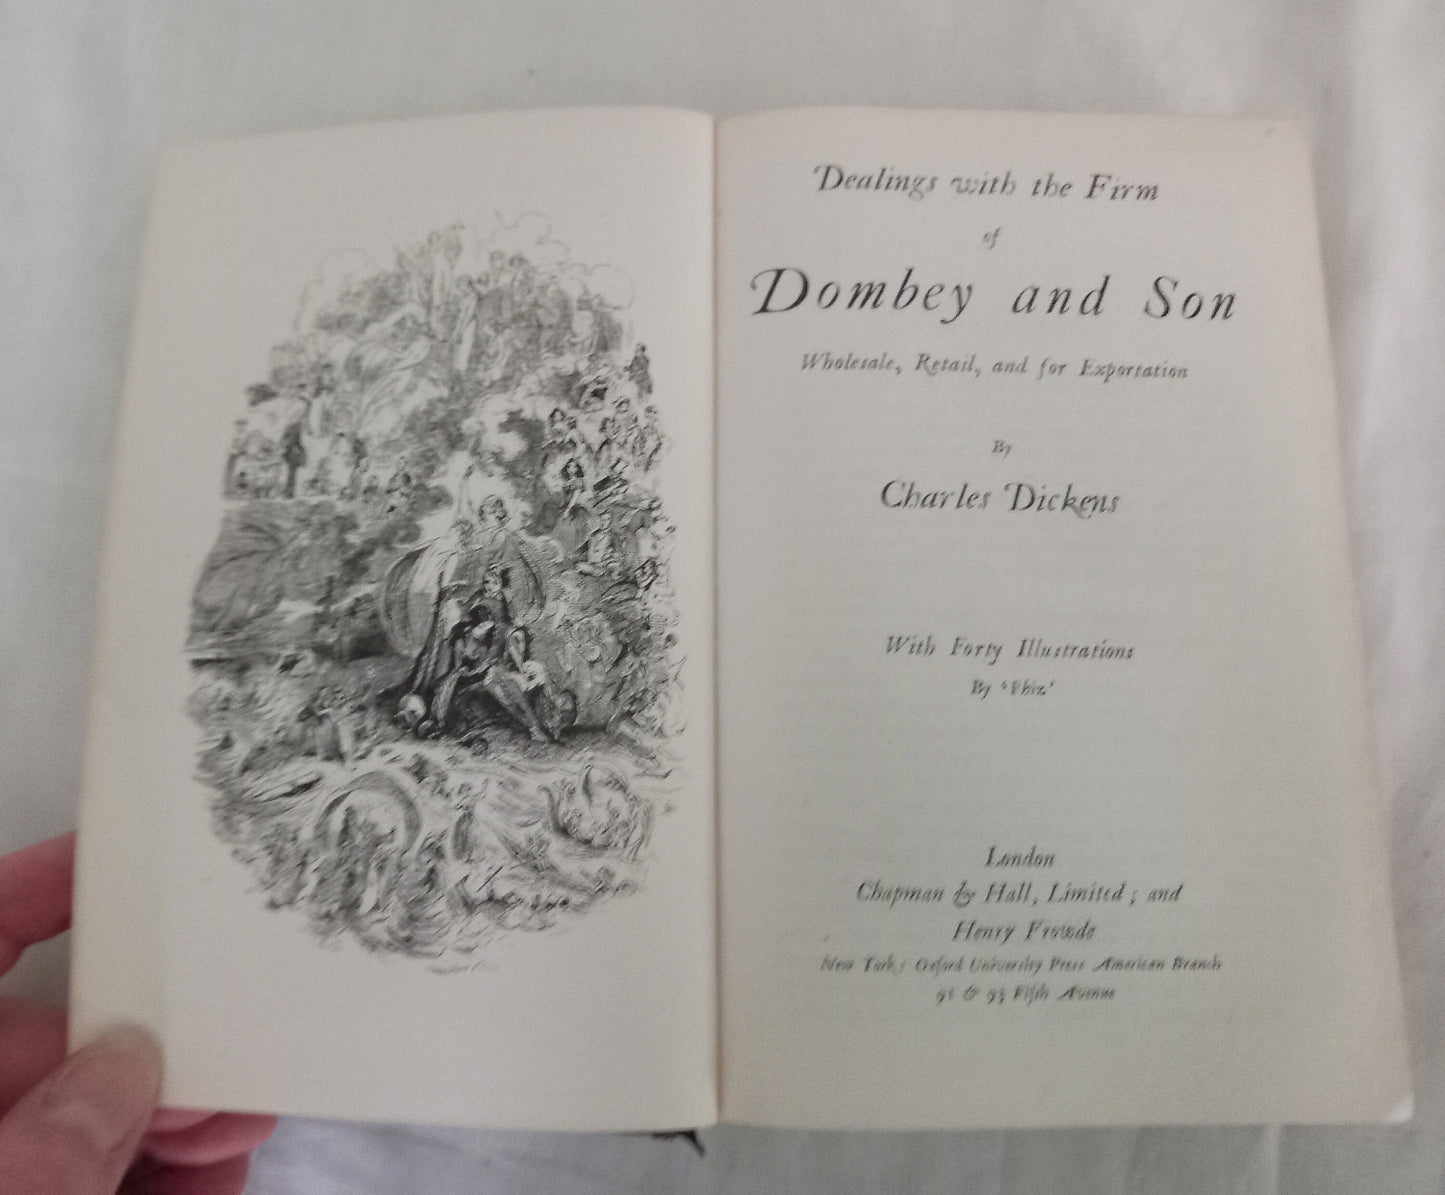 Dealings with the Firm
of
Dombey and Son
Wholesale, Retail, and for Exportation
By
Charles Dickens
With Forty Illustrations
By ‘Phiz.’
London
Chapman & Hall, Limited ; and
Henry Frowde
New York: Oxford University Press American Branch
91 & 93 Fifth Avenue